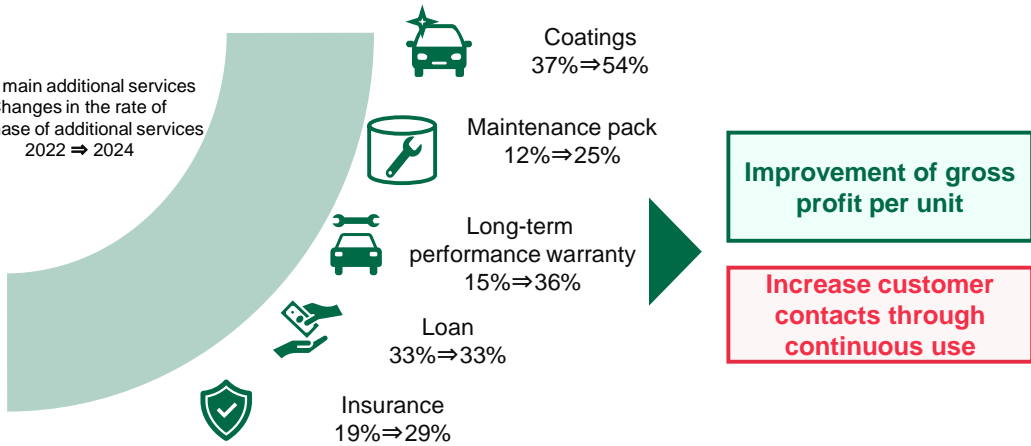 main additional services
hanges in the rate of
ase of additional services
2022 ⇒ 2024
Coatings
37%⇒54%
Maintenance pack
12%⇒25%
Long-term
performance warranty
15%⇒36%
Loan
33%⇒33%
Insurance
19%⇒29%
Improvement of gross
profit per unit
Increase customer
contacts through
continuous use